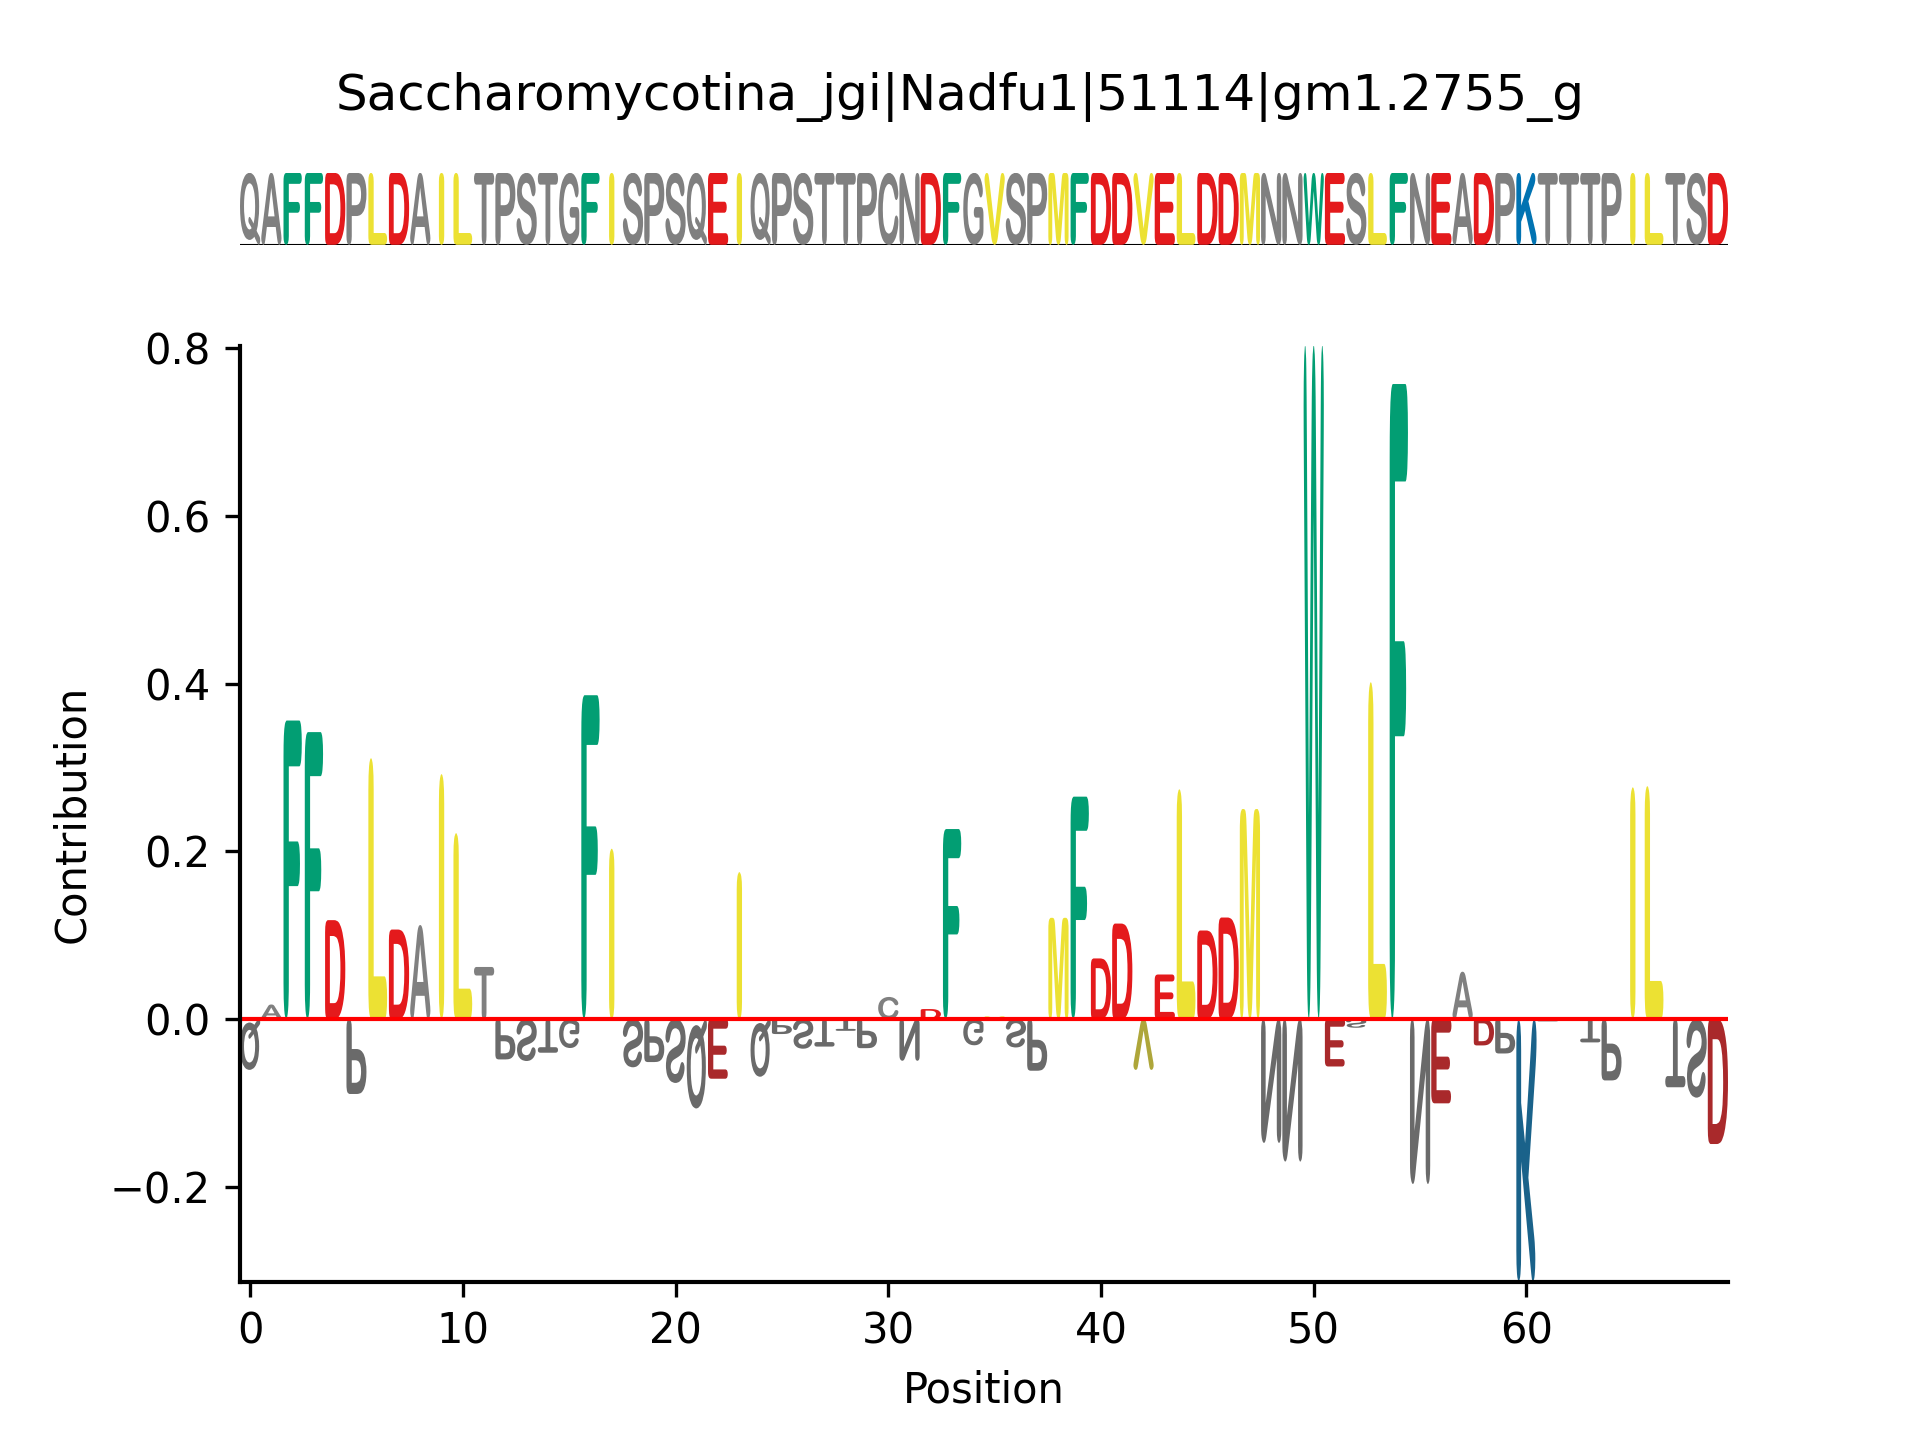 Saccharomycotina_jgi|Nadfu1|51114|gm1.2755_g
QAFFDPLDAILTPSTGFISPSQEIQPSTTPCNDFGVSPMFDDVELDDMNNWESLFNEADPKTTTPILTSD
0.8
0.6
0.4
0.2
0.0
−0.2
Contribution
0 10 20 30 40 50 60
Position